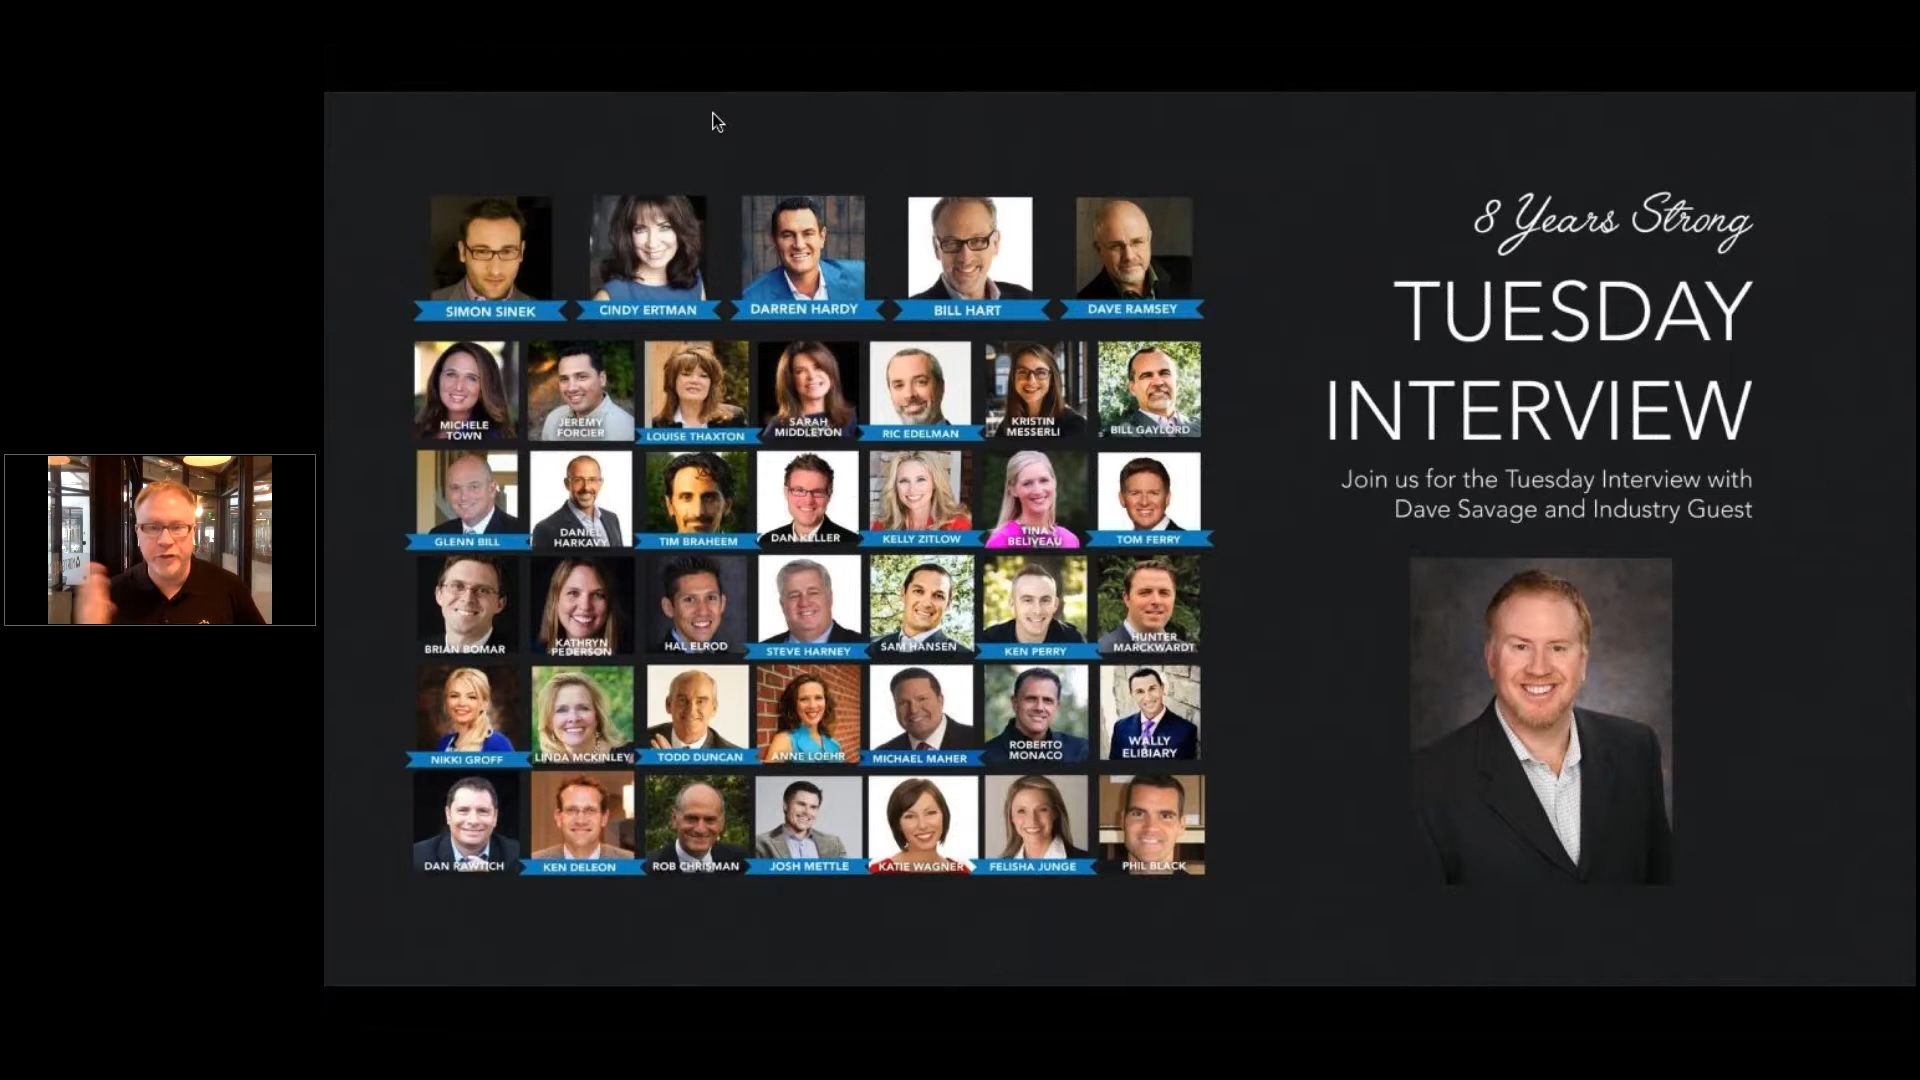 SIMON SINEK
CINDY ERTMAN
DARREN HARDY
BILL HART
DAVE RAMSEY
MICHELE
TOWN
JEREMY
FORCIER
LOUISE THAXTON
SARAH
MIDDLETON
RIC EDELMAN
KRISTIN
MESSERLI
BILL GAYLORD
GLENN BILL
DANIEL
HARKAVY
TIM BRAHEEM
DAN KELLER
KELLY ZITLOW
TINA
BELIVEAU
TOM FERRY
BRIAN BOMAR
KATHRYN
PEDERSON
HAL ELROD
STEVE HARNEY
SAM HANSEN
KEN PERRY
HUNTER
MARCKWARDT
NIKKI GROFF
LINDA MCKINLEY
TODD DUNCAN
ANNE LOEHR
MICHAEL MAHER
ROBERTO
MONACO
WALLY
ELIBIARY
DAN RAWTICH
KEN DELEON
ROB CHRISMAN
JOSH METTLE
KATIE WAGNER
FELISHA JUNGE
PHIL BLACK
8 Years Strong
TUESDAY
INTERVIEW
Join us for the Tuesday Interview with
Dave Savage and Industry Guest